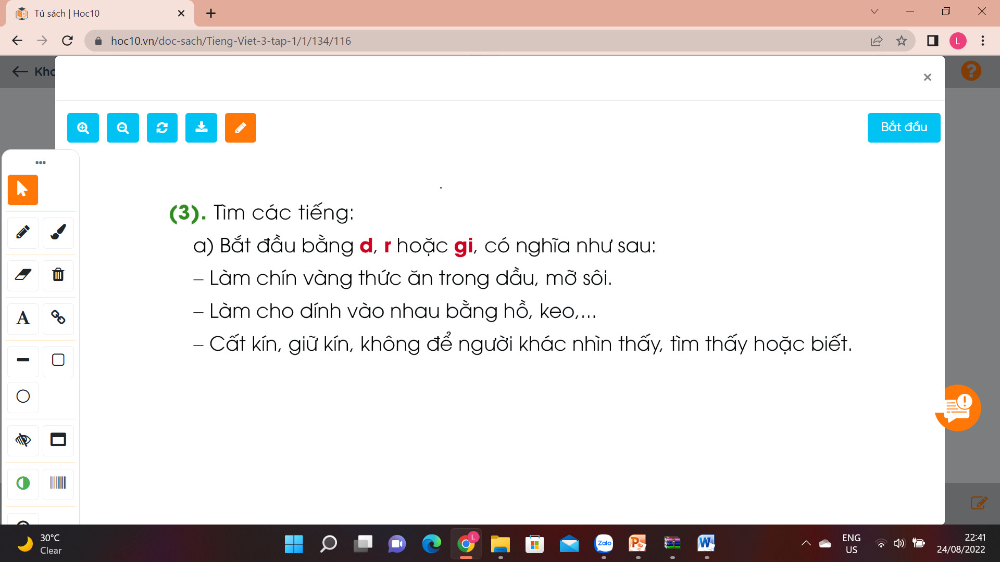 Tủ sách | Hoc10
hoc10.vn/doc-sach/Tieng-Viet-3-tap-1/1/134/116
L
Bắt đầu
(3). Tìm các tiếng:
a) Bắt đầu bằng d, r hoặc gi, có nghĩa như sau:
– Làm chín vàng thức ăn trong dầu, mỡ sôi.
– Làm cho dính vào nhau bằng hồ, keo,...
– Cất kín, giữ kín, không để người khác nhìn thấy, tìm thấy hoặc biết.
A
30°C
Clear
L
Zalo
ENG
US
22:41
24/08/2022